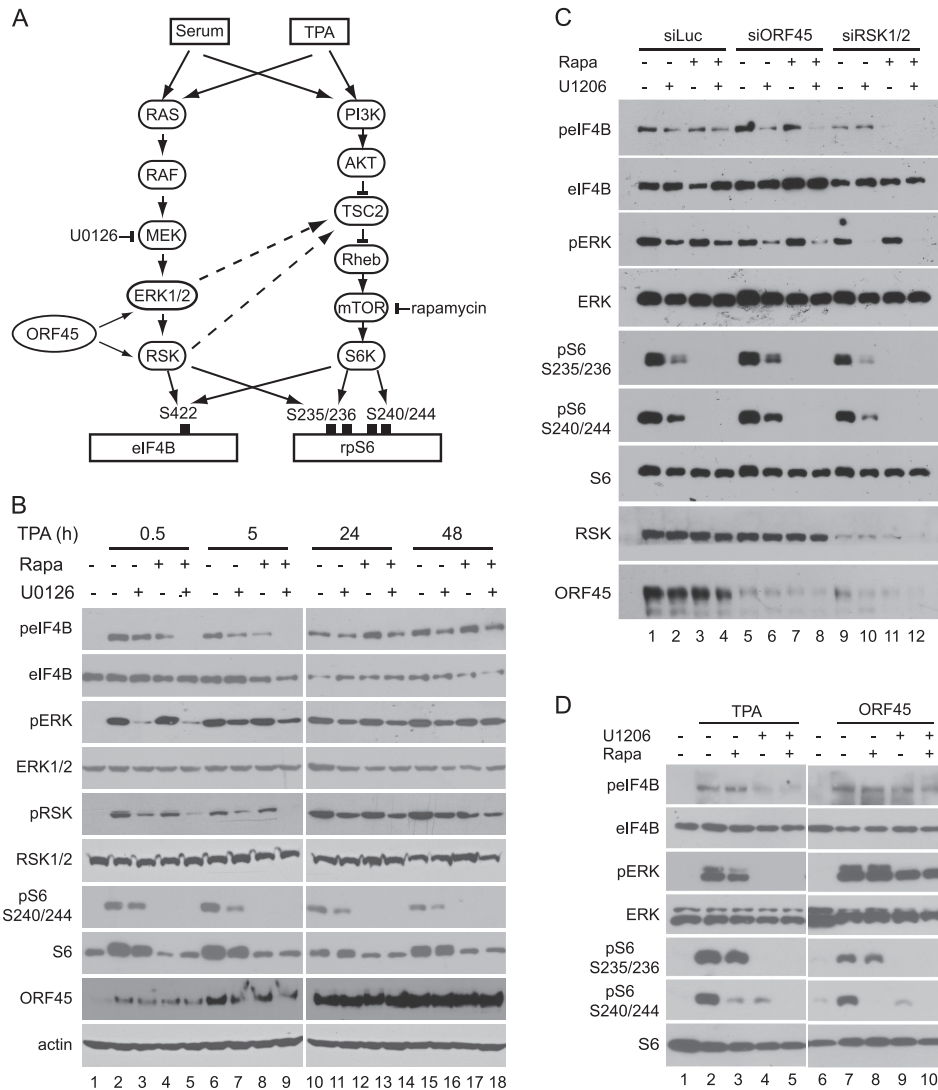 A
Serum TPA
RAS PI3K
RAF AKT
U0126 MEK TSC2
Rheb
ERK1/2
ORF45 mTOR rapamycin
RSK S6K
S422 S235/236 S240/244
eIF4B rpS6
B
TPA (h) 0.5 5 24 48
Rapa - - - + + - - + + - - + + - - + +
U0126 - - + - + - + - + - + - + - + - +
peIF4B
eIF4B
pERK
ERK1/2
pRSK
RSK1/2
pS6
S240/244
S6
ORF45
actin
1 2 3 4 5 6 7 8 9 10 11 12 13 14 15 16 17 18
C
siLuc siORF45 siRSK1/2
Rapa - - + + - - + + - - + +
U1206 - + - + - + - + - + - +
peIF4B
eIF4B
pERK
ERK
pS6
S235/236
pS6
S240/244
S6
RSK
ORF45
1 2 3 4 5 6 7 8 9 10 11 12
D
TPA ORF45
U1206 - - - + + - - - + +
Rapa - - + - + - - + - +
peIF4B
eIF4B
pERK
ERK
pS6
S235/236
pS6
S240/244
S6
1 2 3 4 5 6 7 8 9 10